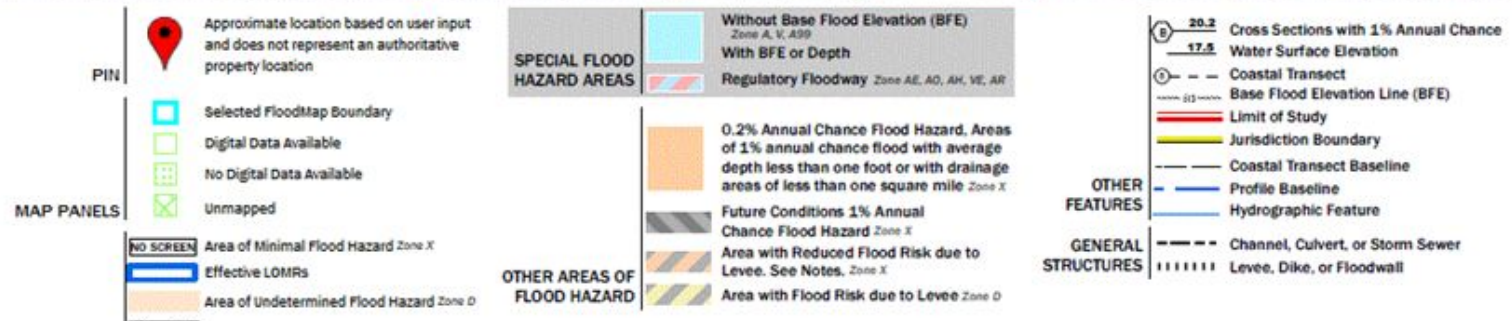 PIN
Approximate location based on user input
and does not represent an authoritative
property location
MAP PANELS
Selected FloodMap Boundary
Digital Data Available
No Digital Data Available
Unmapped
NO SCREEN Area of Minimal Flood Hazard Zone X
Effective LOMRs
Area of Undetermined Flood Hazard Zone D
SPECIAL FLOOD
HAZARD AREAS
Without Base Flood Elevation (BFE)
Zone A, V, A99
With BFE or Depth
Regulatory Floodway Zone AE, AO, AH, VE, AR
OTHER AREAS OF
FLOOD HAZARD
0.2% Annual Chance Flood Hazard, Areas
of 1% annual chance flood with average
depth less than one foot or with drainage
areas of less than one square mile Zone X
Future Conditions 1% Annual
Chance Flood Hazard Zone X
Area with Reduced Flood Risk due to
Levee. See Notes. Zone X
Area with Flood Risk due to Levee Zone D
OTHER
FEATURES
B 20.2 Cross Sections with 1% Annual Chance
17.5 Water Surface Elevation
Coastal Transect
Base Flood Elevation Line (BFE)
Limit of Study
Jurisdiction Boundary
Coastal Transect Baseline
Profile Baseline
Hydrographic Feature
GENERAL
STRUCTURES
Channel, Culvert, or Storm Sewer
Levee, Dike, or Floodwall